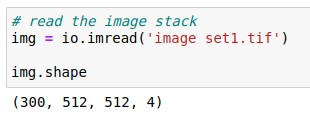 # read the image stack
img = io.imread('image set1.tif')
img.shape
(300, 512, 512, 4)